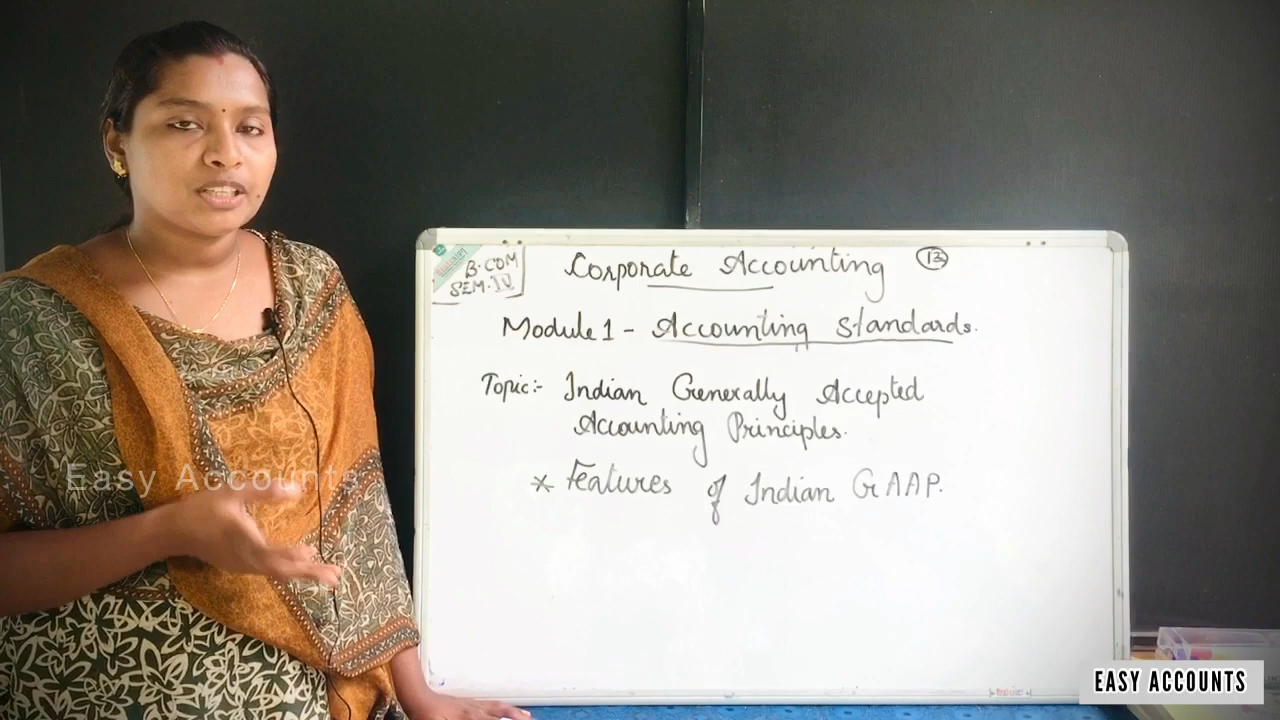 B.COM
SEM.IV
Corporate Accounting 13
Module 1 - Accounting Standards.
Topic:- Indian Generally Accepted
Accounting Principles.
* Features of Indian GAAP.
Easy Accounts
EASY ACCOUNTS